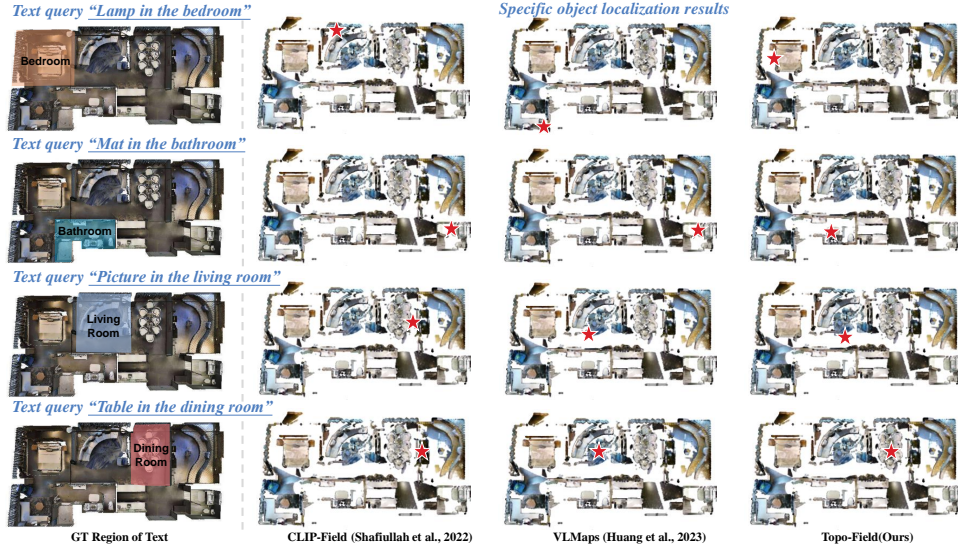 Text query “Lamp in the bedroom”
Specific object localization results
Bedroom
Text query “Mat in the bathroom”
Bathroom
Text query “Picture in the living room”
Living
Room
Text query “Table in the dining room”
Dining
Room
GT Region of Text
CLIP-Field (Shafiullah et al., 2022)
VLMaps (Huang et al., 2023)
Topo-Field(Ours)